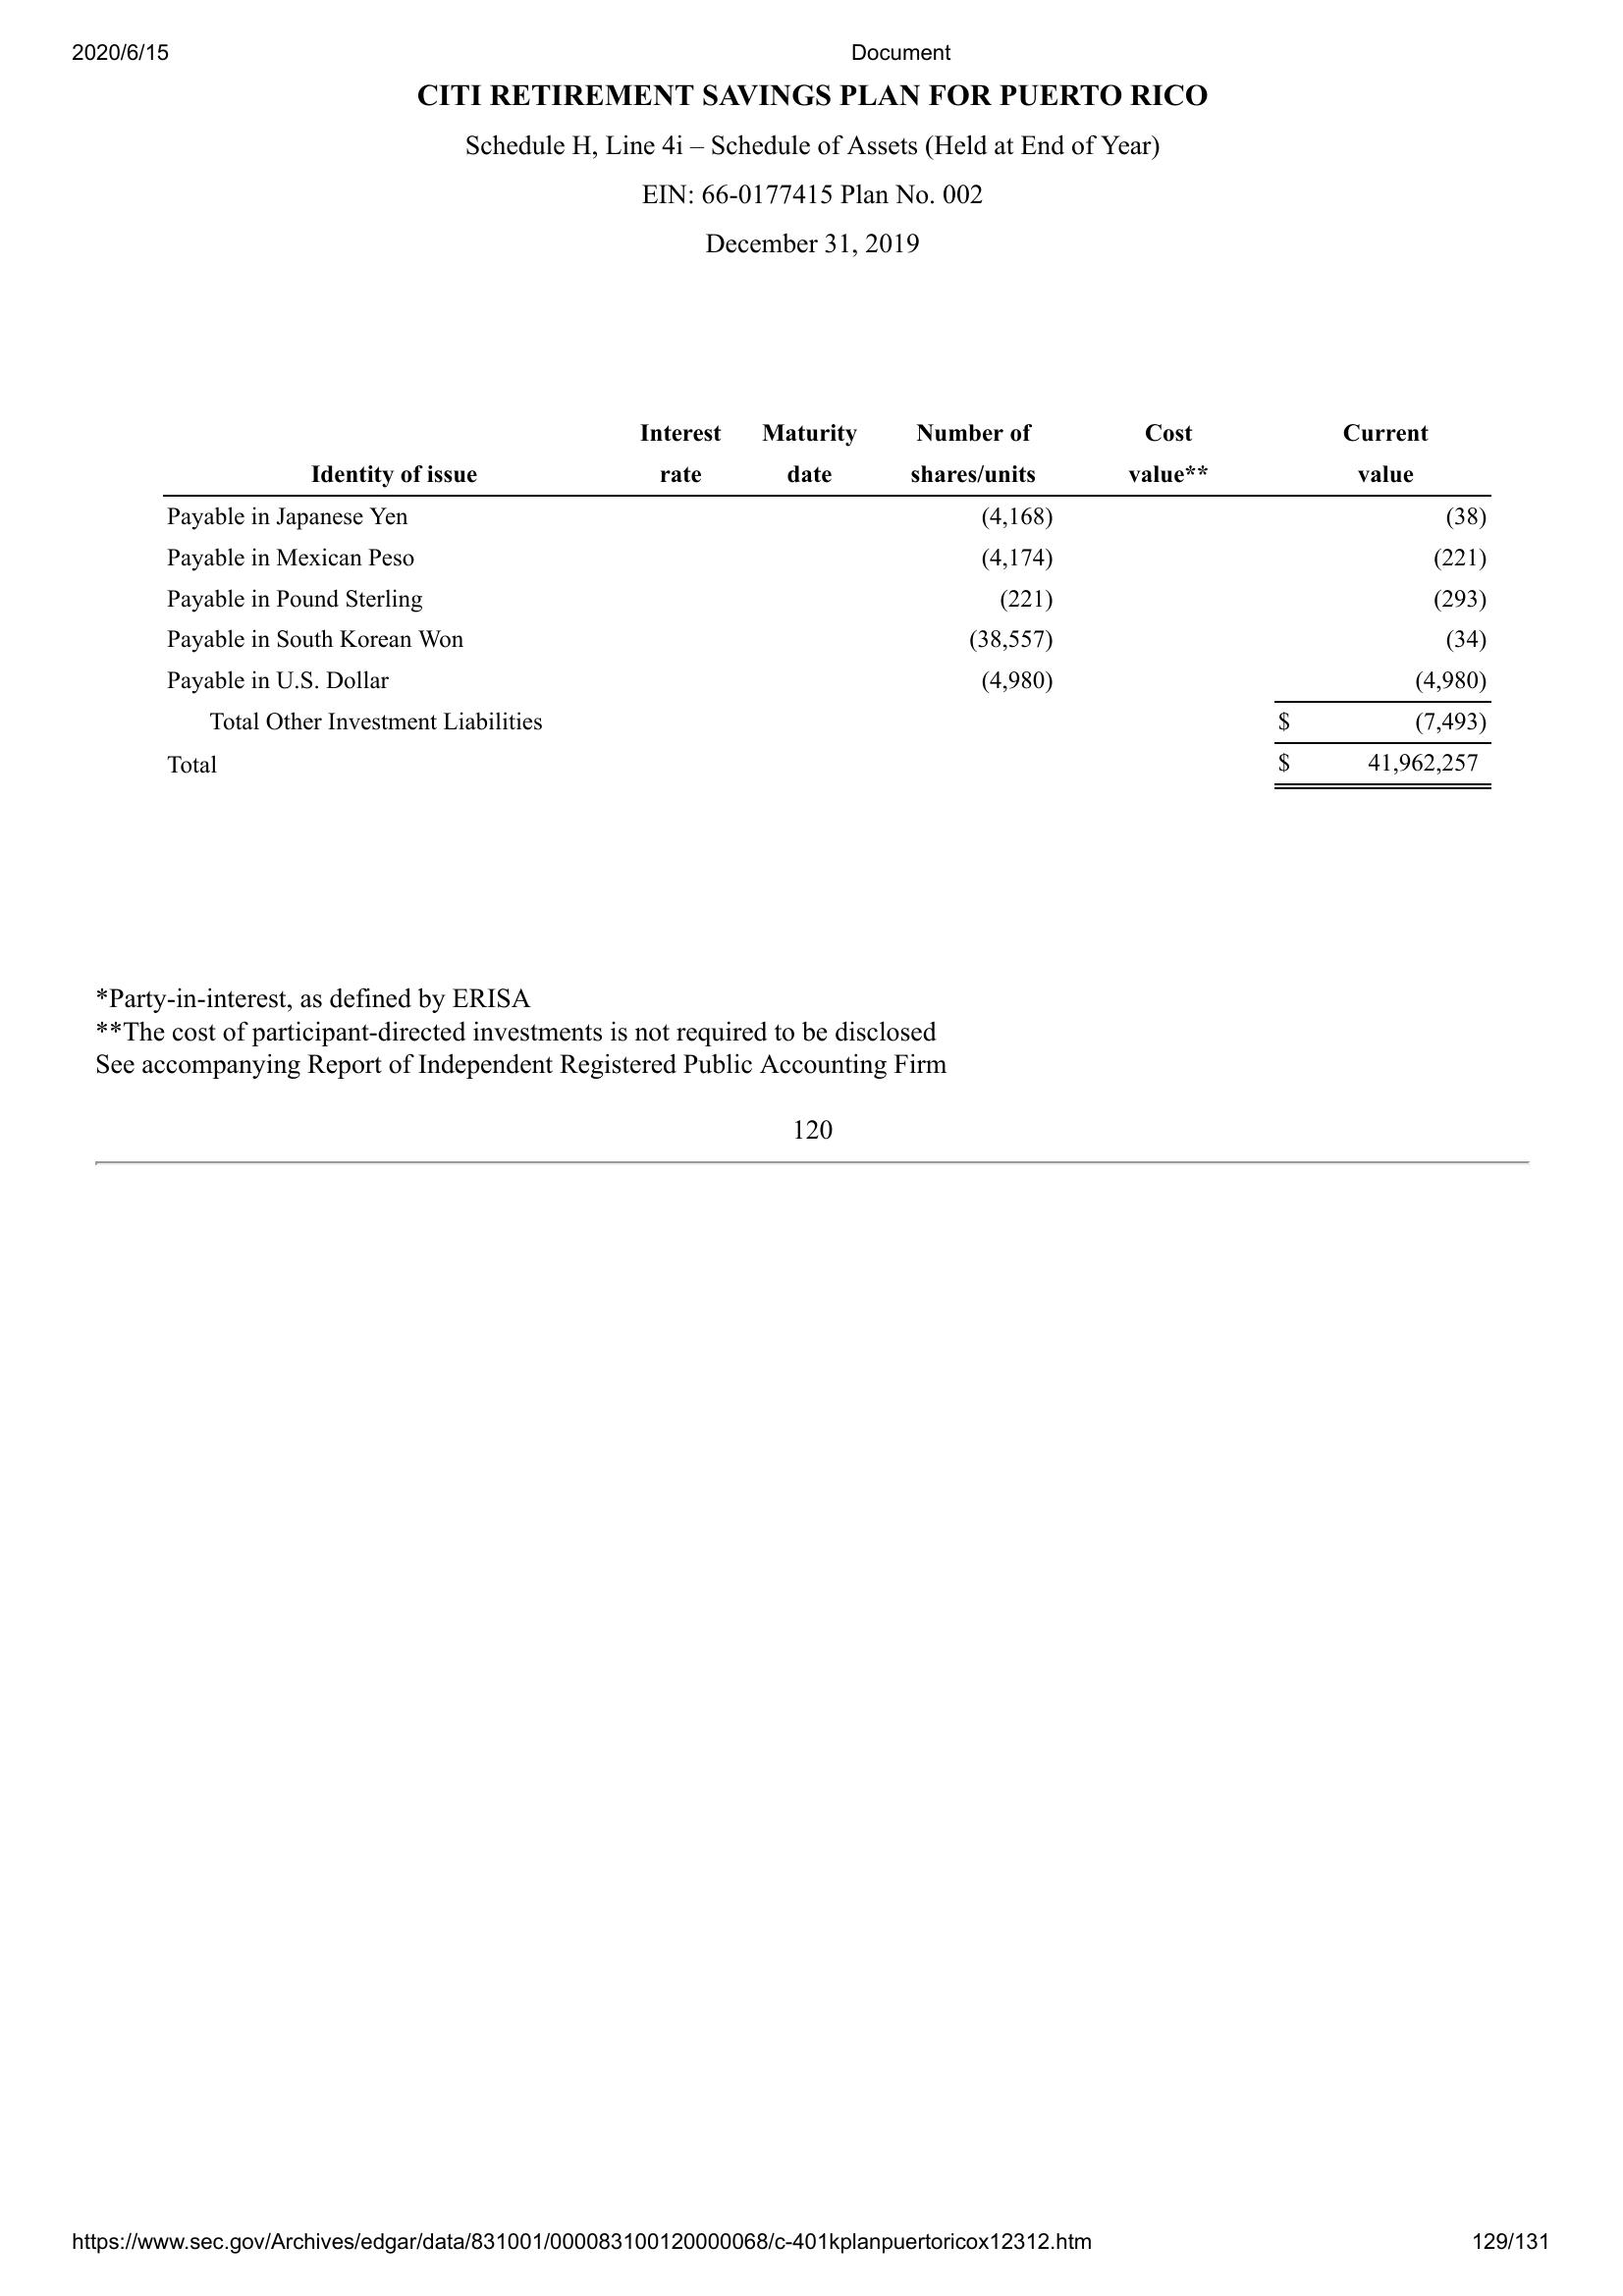 2020/6/15 Document
CITI RETIREMENT SAVINGS PLAN FOR PUERTO RICO
Schedule H, Line 4i – Schedule of Assets (Held at End of Year)
EIN: 66-0177415 Plan No. 002
December 31, 2019
Interest Maturity Number of Cost Current
Identity of issue rate date shares/units value** value
Payable in Japanese Yen (4,168) (38)
Payable in Mexican Peso (4,174) (221)
Payable in Pound Sterling (221) (293)
Payable in South Korean Won (38,557) (34)
Payable in U.S. Dollar (4,980) (4,980)
Total Other Investment Liabilities $ (7,493)
Total $ 41,962,257
*Party-in-interest, as defined by ERISA
**The cost of participant-directed investments is not required to be disclosed
See accompanying Report of Independent Registered Public Accounting Firm
120
https://www.sec.gov/Archives/edgar/data/831001/000083100120000068/c-401kplanpuertoricox12312.htm 129/131